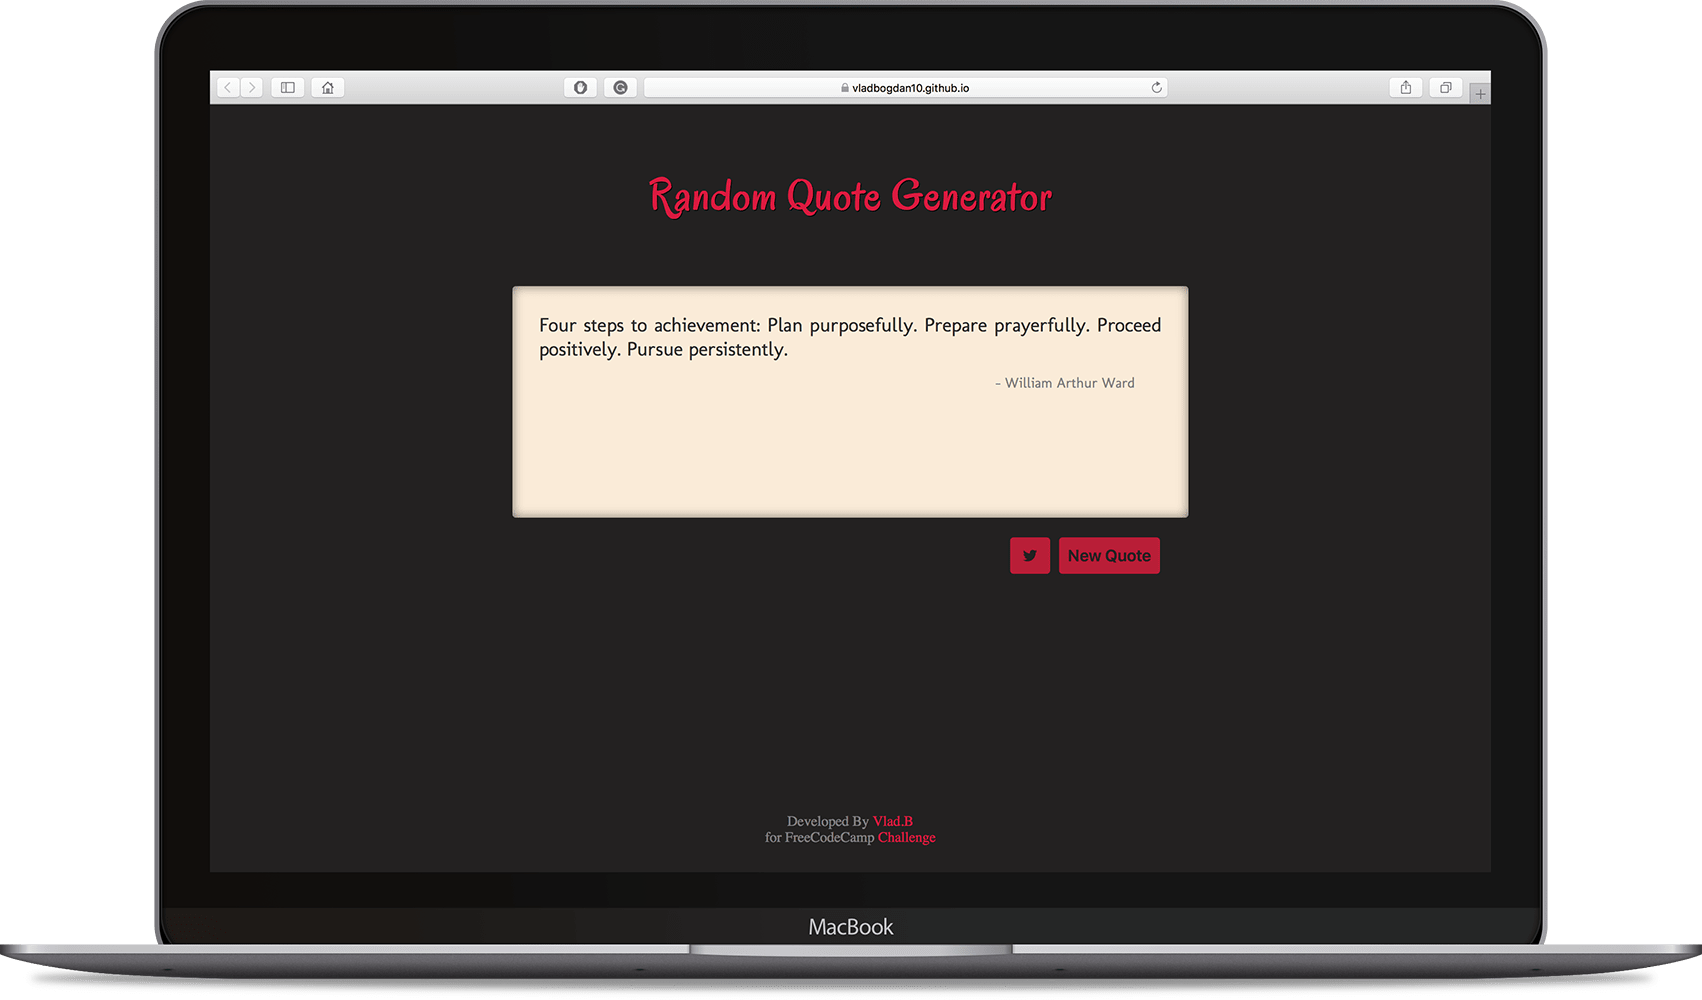 vladbogdan10.github.io
Random Quote Generator
Four steps to achievement: Plan purposefully. Prepare prayerfully. Proceed
positively. Pursue persistently.
- William Arthur Ward
New Quote
Developed By Vlad.B
for FreeCodeCamp Challenge
MacBook